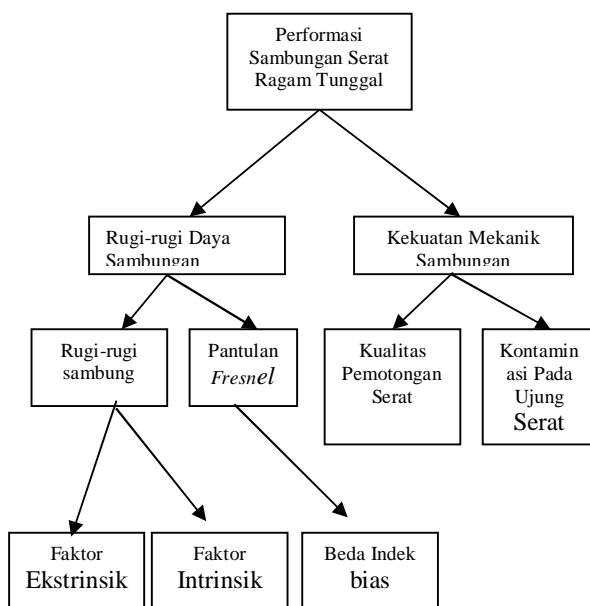 Performasi
Sambungan Serat
Ragam Tunggal
Rugi-rugi Daya
Sambungan
Kekuatan Mekanik
Sambungan
Rugi-rugi
sambung
Pantulan
Fresnel
Kualitas
Pemotongan
Serat
Kontamin
asi Pada
Ujung
Serat
Faktor
Ekstrinsik
Faktor
Intrinsik
Beda Indek
bias